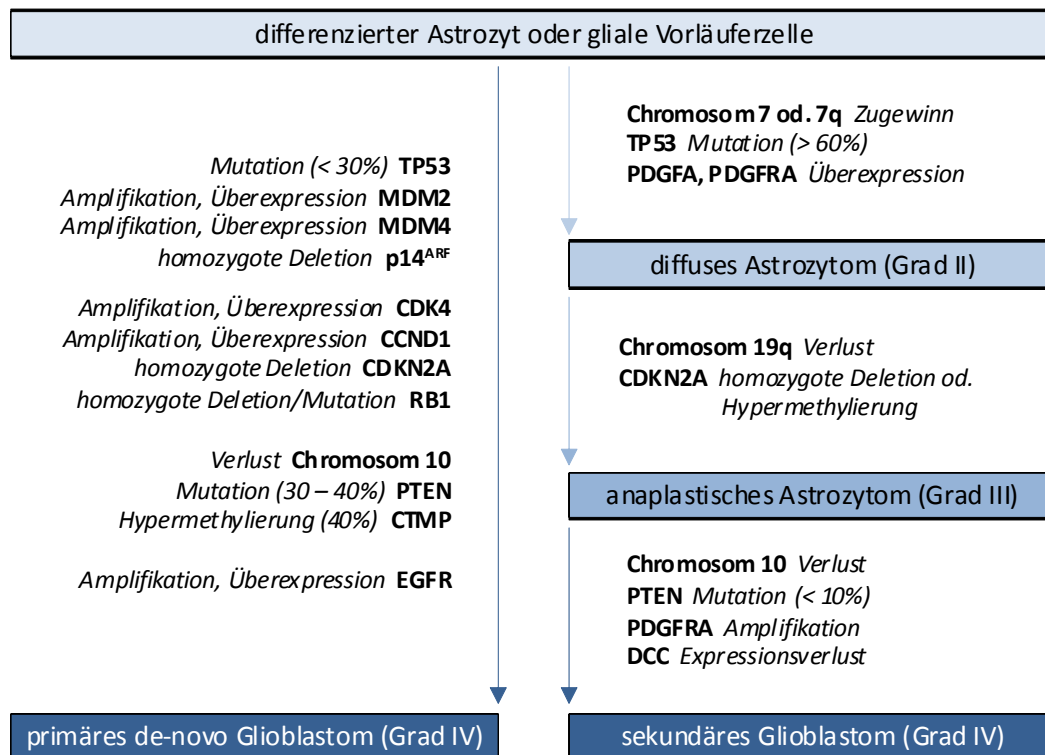 differenzierter Astrozyt oder gliale Vorläuferzelle
Mutation (< 30%) TP53
Amplifikation, Überexpression MDM2
Amplifikation, Überexpression MDM4
homozygote Deletion p14ARF
Amplifikation, Überexpression CDK4
Amplifikation, Überexpression CCND1
homozygote Deletion CDKN2A
homozygote Deletion/Mutation RB1
Verlust Chromosom 10
Mutation (30 – 40%) PTEN
Hypermethylierung (40%) CTMP
Amplifikation, Überexpression EGFR
primäres de-novo Glioblastom (Grad IV)
Chromosom 7 od. 7q Zugewinn
TP53 Mutation (> 60%)
PDGFA, PDGFRA Überexpression
diffuses Astrozytom (Grad II)
Chromosom 19q Verlust
CDKN2A homozygote Deletion od.
Hypermethylierung
anaplastisches Astrozytom (Grad III)
Chromosom 10 Verlust
PTEN Mutation (< 10%)
PDGFRA Amplifikation
DCC Expressionsverlust
sekundäres Glioblastom (Grad IV)